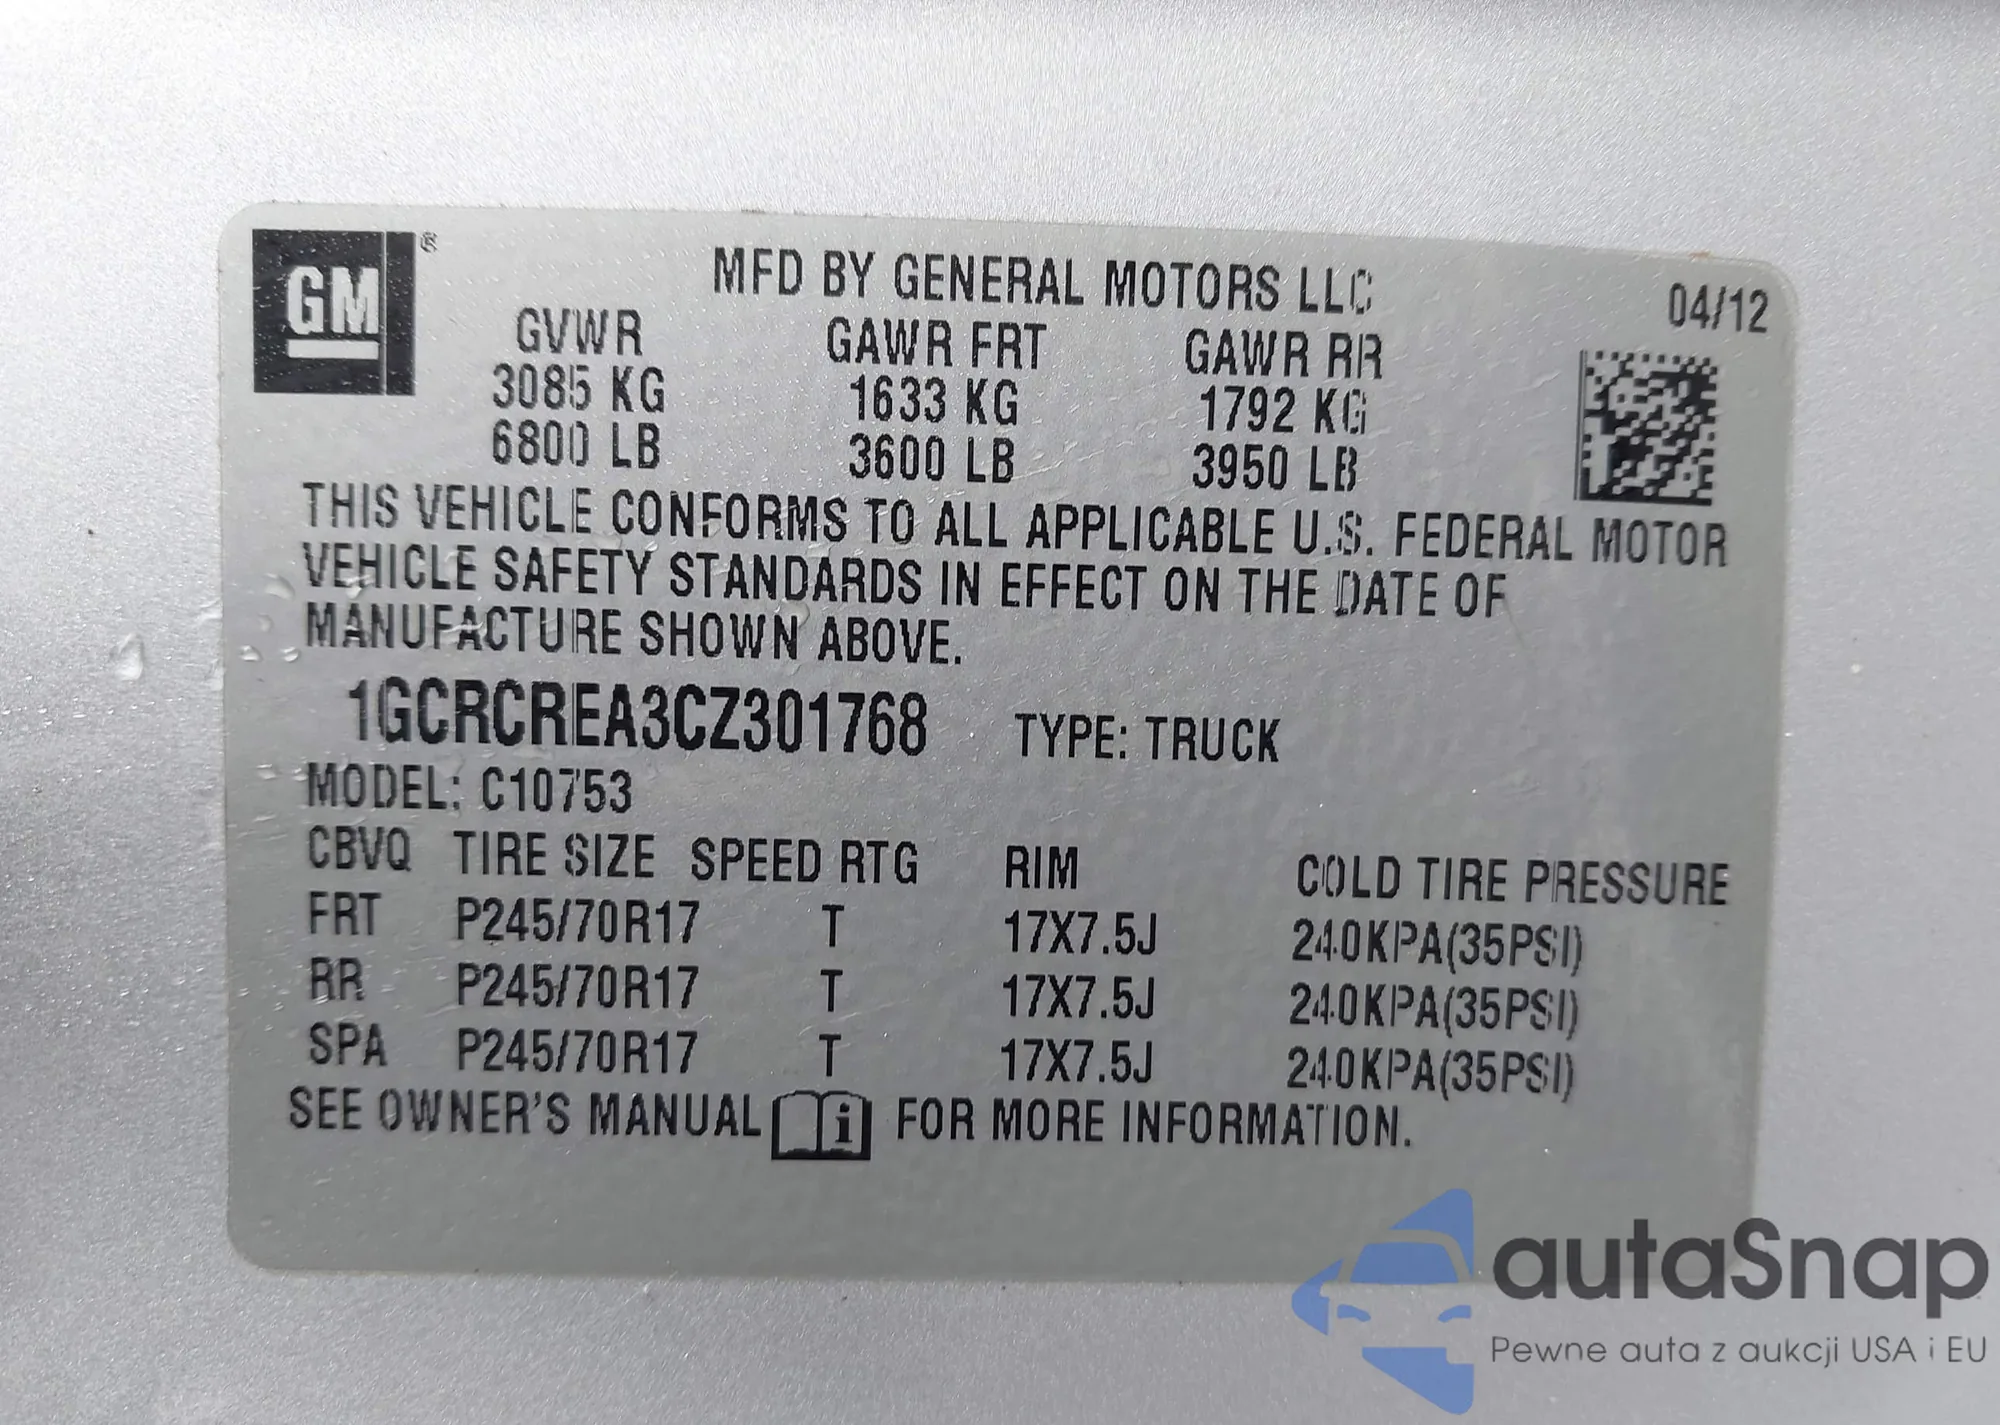 GM®
MFD BY GENERAL MOTORS LLC
04/12
GVWR GAWR FRT GAWR RR
3085 KG 1633 KG 1792 KG
6800 LB 3600 LB 3950 LB
THIS VEHICLE CONFORMS TO ALL APPLICABLE U.S. FEDERAL MOTOR
VEHICLE SAFETY STANDARDS IN EFFECT ON THE DATE OF
MANUFACTURE SHOWN ABOVE.
1GCRCREA3CZ301768 TYPE: TRUCK
MODEL: C10753
CBVQ TIRE SIZE SPEED RTG RIM COLD TIRE PRESSURE
FRT P245/70R17 T 17X7.5J 240KPA(35PSI)
RR P245/70R17 T 17X7.5J 240KPA(35PSI)
SPA P245/70R17 T 17X7.5J 240KPA(35PSI)
SEE OWNER'S MANUAL i FOR MORE INFORMATION.
autaSnap
Pewne auta z aukcji USA i EU